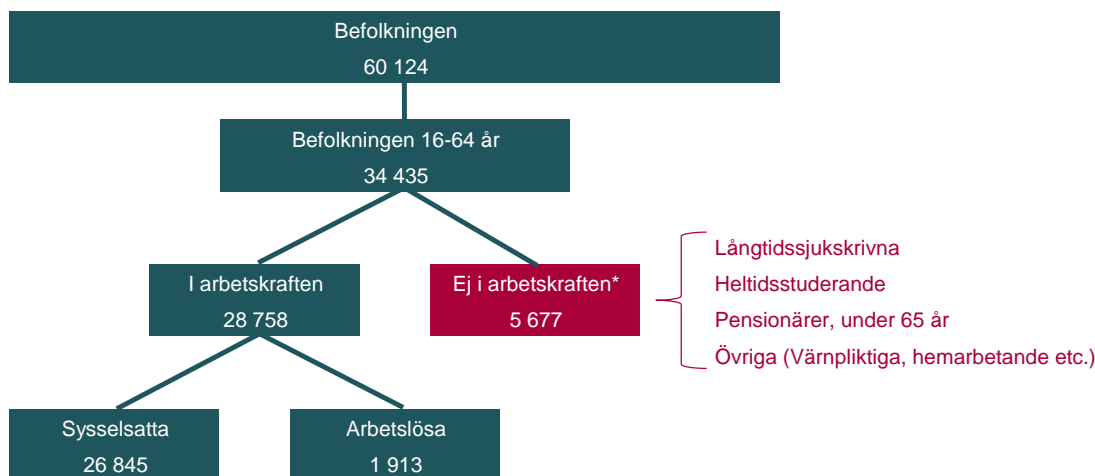 Befolkningen
60 124
Befolkningen 16-64 år
34 435
I arbetskraften
28 758
Ej i arbetskraften*
5 677
Långtidssjukskrivna
Heltidsstuderande
Pensionärer, under 65 år
Övriga (Värnpliktiga, hemarbetande etc.)
Sysselsatta
26 845
Arbetslösa
1 913